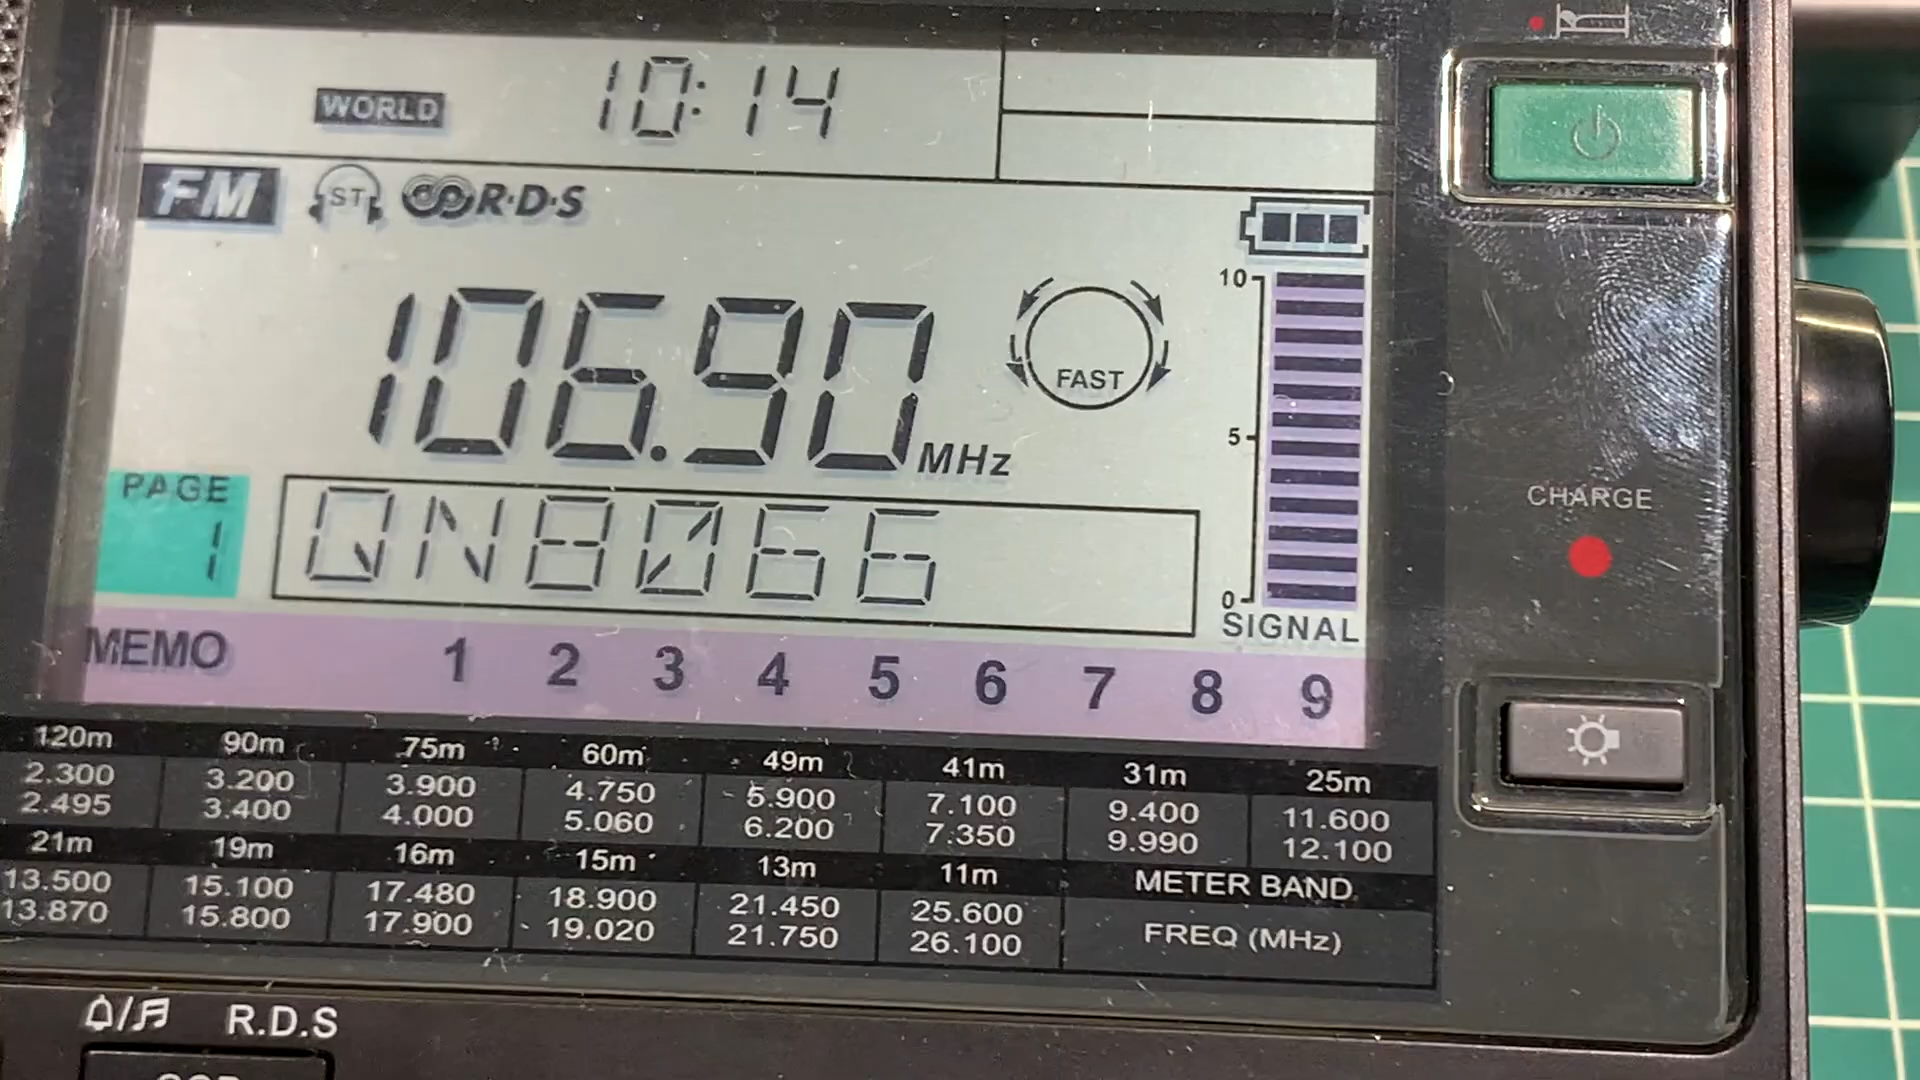 WORLD 10:14
FM ST R·D·S
106.90 MHz
FAST
10
5
0
SIGNAL
PAGE
1
QN8066
MEMO 1 2 3 4 5 6 7 8 9
CHARGE
120m 90m 75m 60m 49m 41m 31m 25m
2.300 3.200 3.900 4.750 5.900 7.100 9.400 11.600
2.495 3.400 4.000 5.060 6.200 7.350 9.990 12.100
21m 19m 16m 15m 13m 11m METER BAND
13.500 15.100 17.480 18.900 21.450 25.600 FREQ (MHz)
13.870 15.800 17.900 19.020 21.750 26.100
R.D.S